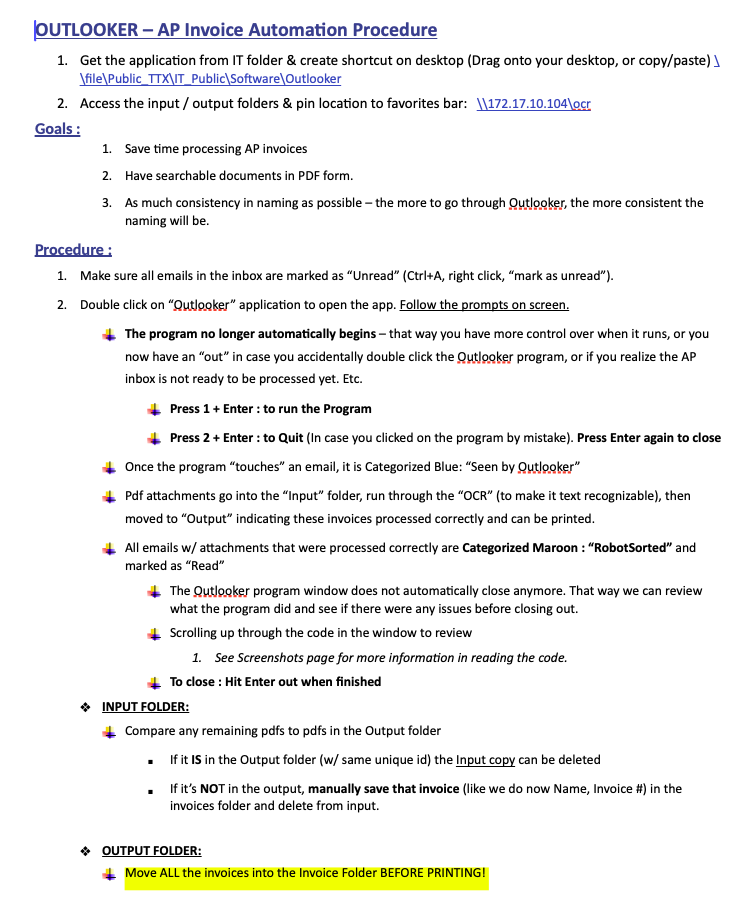 OUTLOOKER – AP Invoice Automation Procedure
1. Get the application from IT folder & create shortcut on desktop (Drag onto your desktop, or copy/paste) \
\file\Public_TTX\IT_Public\Software\Outlooker
2. Access the input / output folders & pin location to favorites bar: \\172.17.10.104\ocr
Goals :
1. Save time processing AP invoices
2. Have searchable documents in PDF form.
3. As much consistency in naming as possible – the more to go through Outlooker, the more consistent the
naming will be.
Procedure :
1. Make sure all emails in the inbox are marked as “Unread” (Ctrl+A, right click, “mark as unread”).
2. Double click on “Outlooker” application to open the app. Follow the prompts on screen.
The program no longer automatically begins – that way you have more control over when it runs, or you
now have an “out” in case you accidentally double click the Outlooker program, or if you realize the AP
inbox is not ready to be processed yet. Etc.
Press 1 + Enter : to run the Program
Press 2 + Enter : to Quit (In case you clicked on the program by mistake). Press Enter again to close
Once the program “touches” an email, it is Categorized Blue: “Seen by Outlooker”
Pdf attachments go into the “Input” folder, run through the “OCR” (to make it text recognizable), then
moved to “Output” indicating these invoices processed correctly and can be printed.
All emails w/ attachments that were processed correctly are Categorized Maroon : “RobotSorted” and
marked as “Read”
The Outlooker program window does not automatically close anymore. That way we can review
what the program did and see if there were any issues before closing out.
Scrolling up through the code in the window to review
1. See Screenshots page for more information in reading the code.
To close : Hit Enter out when finished
❖ INPUT FOLDER:
Compare any remaining pdfs to pdfs in the Output folder
▪ If it IS in the Output folder (w/ same unique id) the Input copy can be deleted
▪ If it’s NOT in the output, manually save that invoice (like we do now Name, Invoice #) in the
invoices folder and delete from input.
❖ OUTPUT FOLDER:
Move ALL the invoices into the Invoice Folder BEFORE PRINTING!